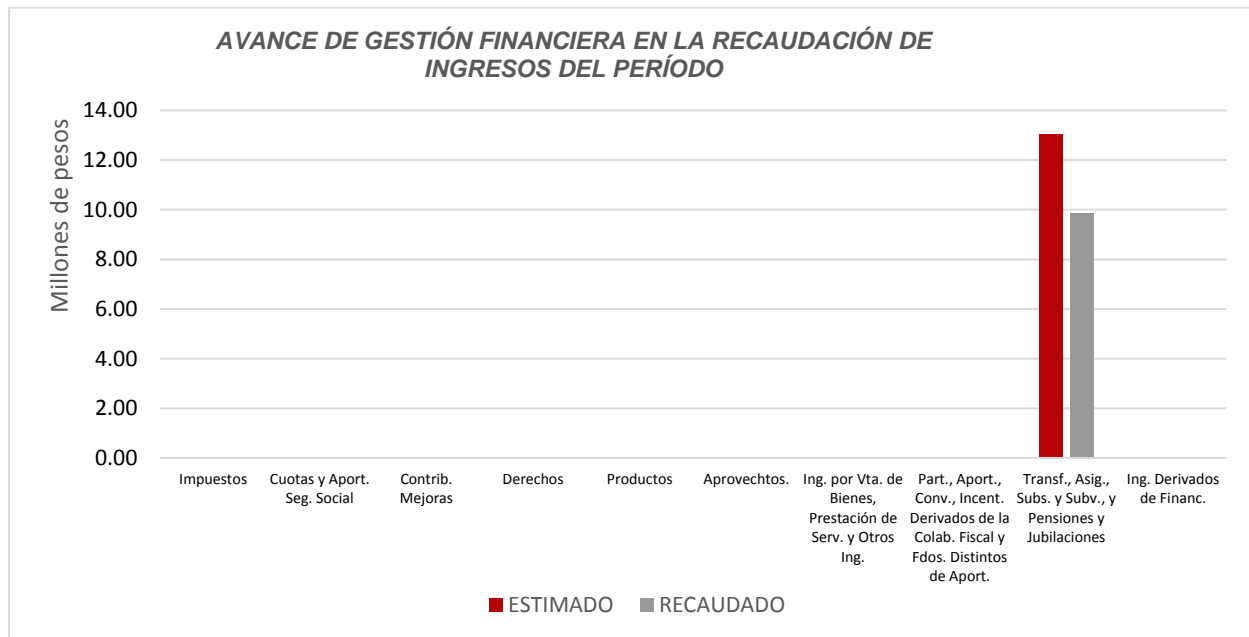 AVANCE DE GESTIÓN FINANCIERA EN LA RECAUDACIÓN DE
INGRESOS DEL PERÍODO
Millones de pesos
14.00
12.00
10.00
8.00
6.00
4.00
2.00
0.00
Impuestos
Cuotas y Aport.
Seg. Social
Contrib.
Mejoras
Derechos
Productos
Aprovechtos.
Ing. por Vta. de
Bienes,
Prestación de
Serv. y Otros
Ing.
Part., Aport.,
Conv., Incent.
Derivados de la
Colab. Fiscal y
Fdos. Distintos
de Aport.
Transf., Asig.,
Subs. y Subv., y
Pensiones y
Jubilaciones
Ing. Derivados
de Financ.
ESTIMADO
RECAUDADO